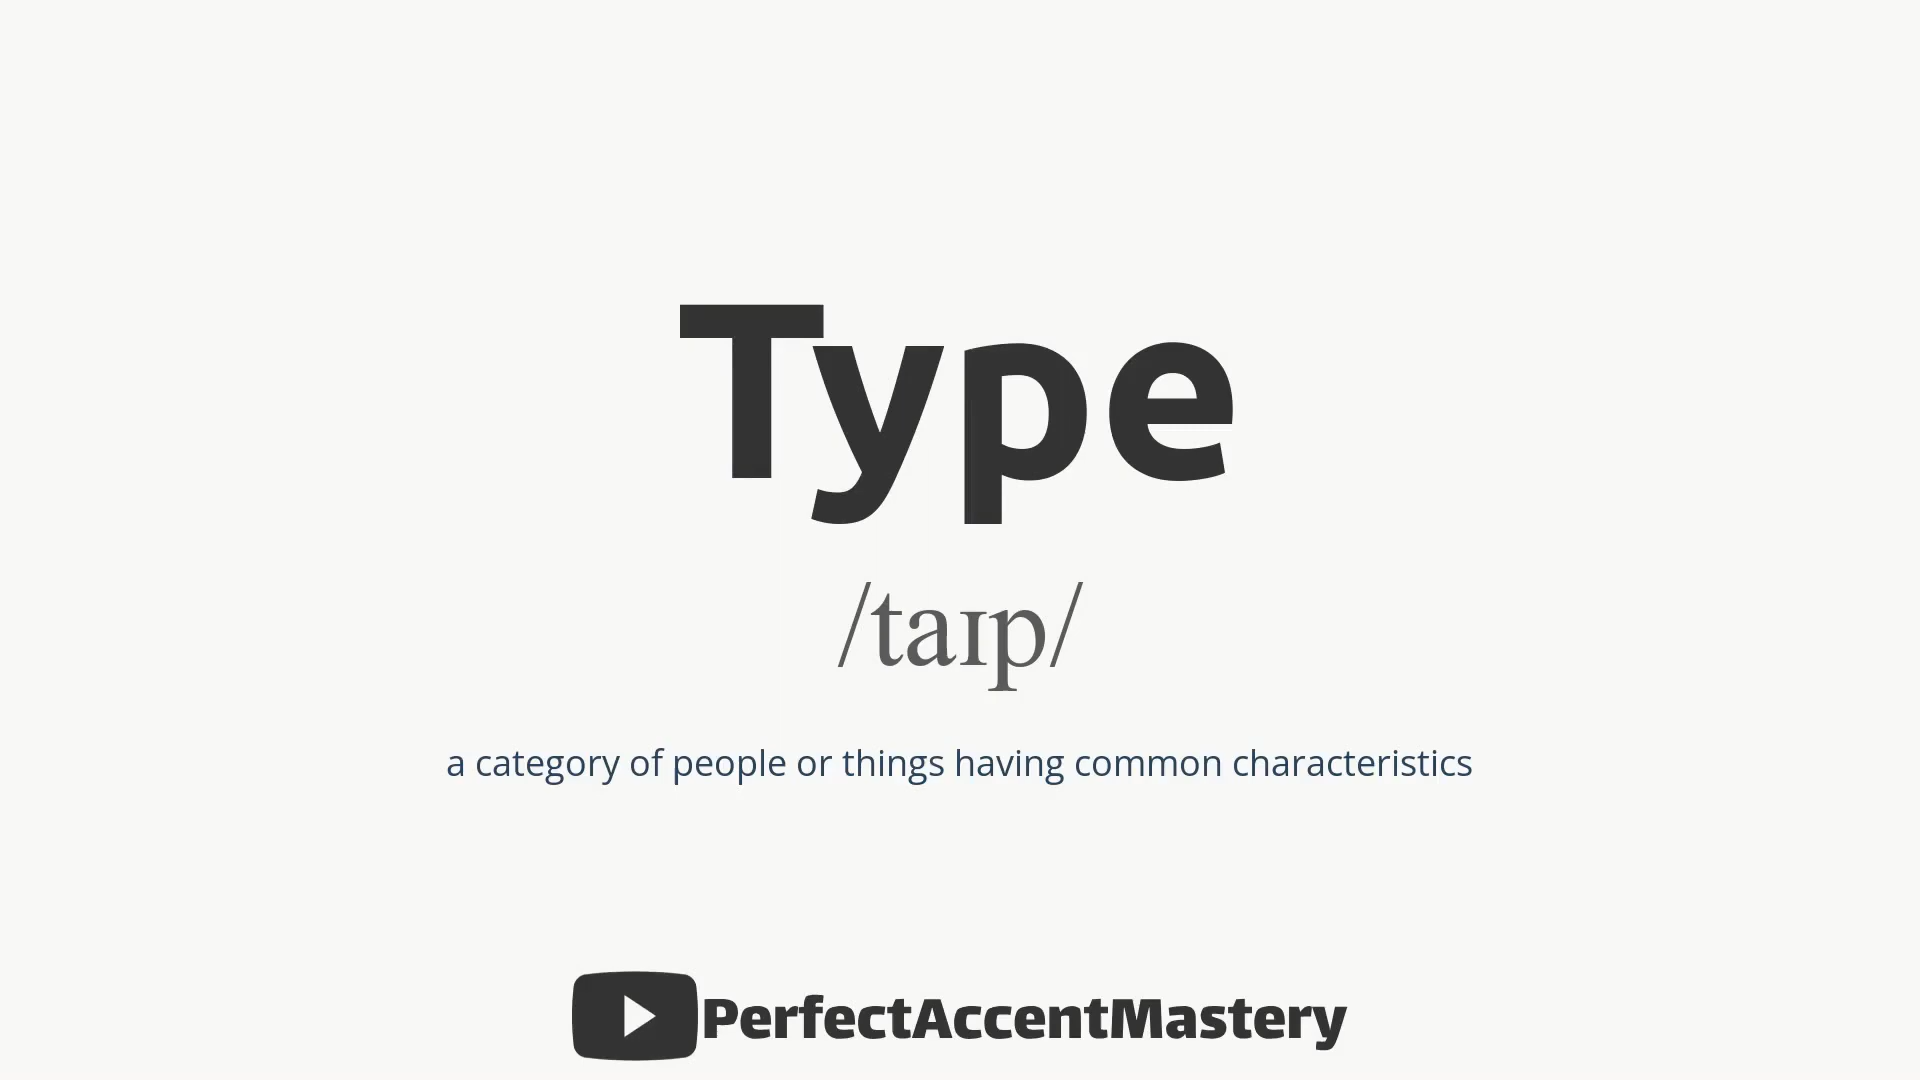 Type
/taɪp/
a category of people or things having common characteristics
PerfectAccentMastery